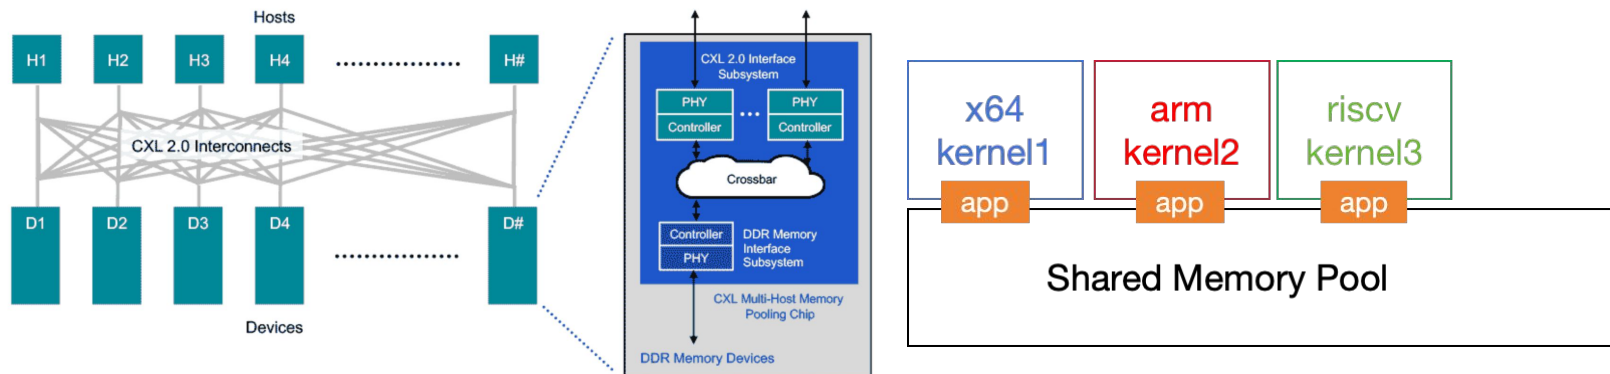 Hosts
H1
H2
H3
H4
H#
CXL 2.0 Interconnects
D1
D2
D3
D4
D#
Devices
CXL 2.0 Interface
Subsystem
PHY
Controller
PHY
Controller
Crossbar
Controller
PHY
DDR Memory
Interface
Subsystem
CXL Multi-Host Memory
Pooling Chip
DDR Memory Devices
x64
kernel1
app
arm
kernel2
app
riscv
kernel3
app
Shared Memory Pool